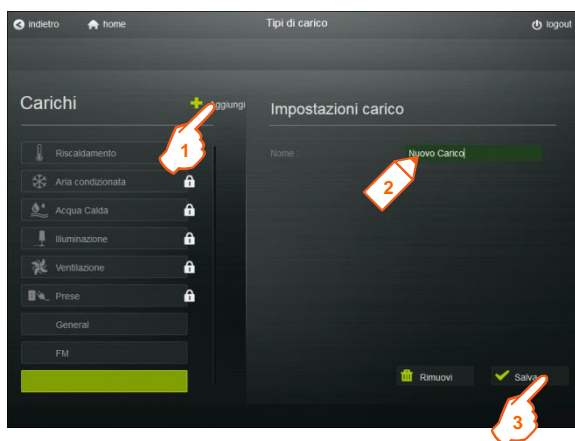 indietro home Tipi di carico logout
Carichi Aggiungi Impostazioni carico
1
Riscaldamento Nome Nuovo Carico
2
Aria condizionata
Acqua Calda
Illuminazione
Ventilazione
Prese
General
FM
Rimuovi Salva
3